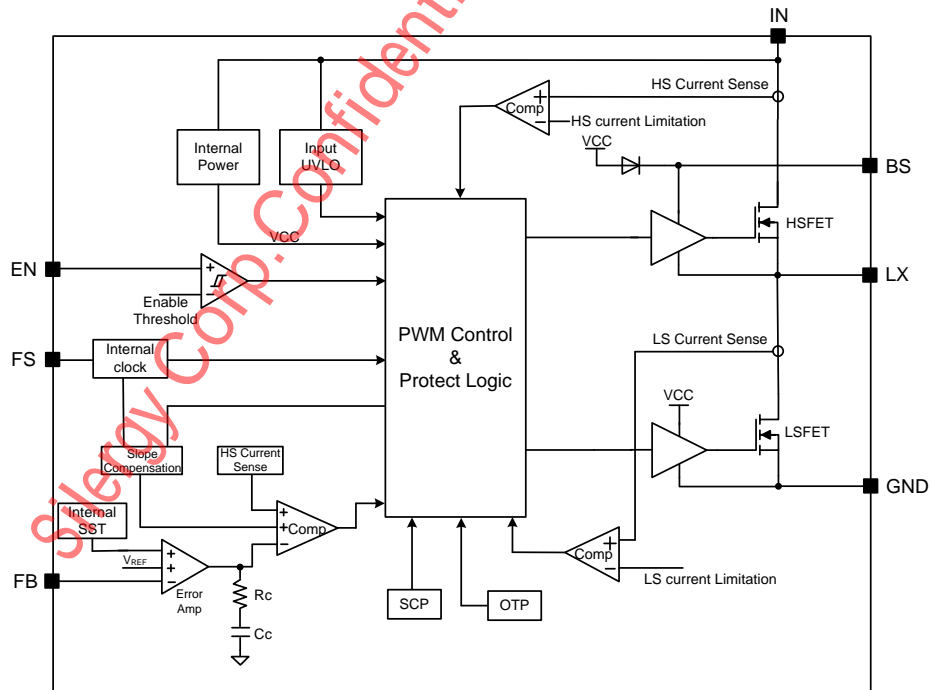 IN
HS Current Sense
Comp
+
−
HS current Limitation
VCC
BS
Internal
Power
Input
UVLO
HSFET
VCC
EN
+
−
Enable
Threshold
LX
PWM Control
&
Protect Logic
LS Current Sense
FS
Internal
clock
VCC
LSFET
Slope
Compensation
HS Current
Sense
GND
Internal
SST
+
+
−
Comp
Comp
+
−
LS current Limitation
VREF
FB
+
+
−
Error
Amp
Rc
Cc
SCP
OTP
Silergy Corp. Confident